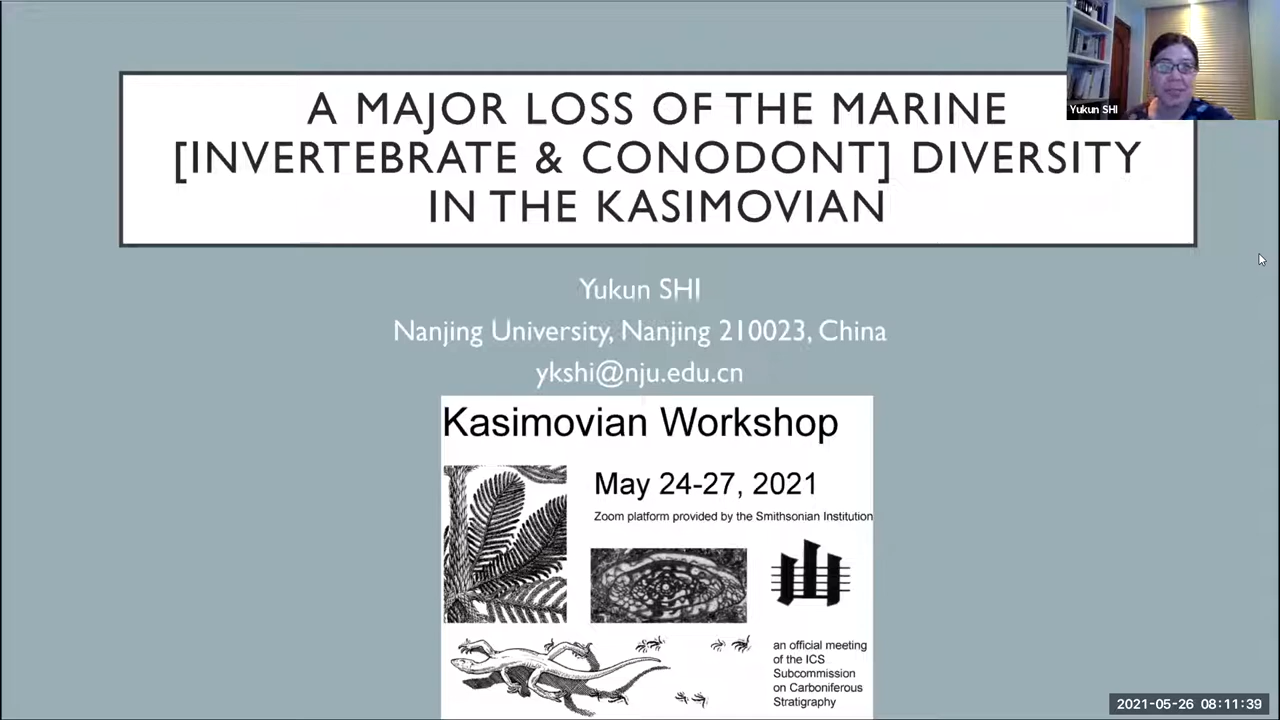 A MAJOR LOSS OF THE MARINE
[INVERTEBRATE & CONODONT] DIVERSITY
IN THE KASIMOVIAN
Yukun SHI
Yukun SHI
Nanjing University, Nanjing 210023, China
ykshi@nju.edu.cn
Kasimovian Workshop
May 24-27, 2021
Zoom platform provided by the Smithsonian Institution
an official meeting
of the ICS
Subcommission
on Carboniferous
Stratigraphy
2021-05-26 08:11:39